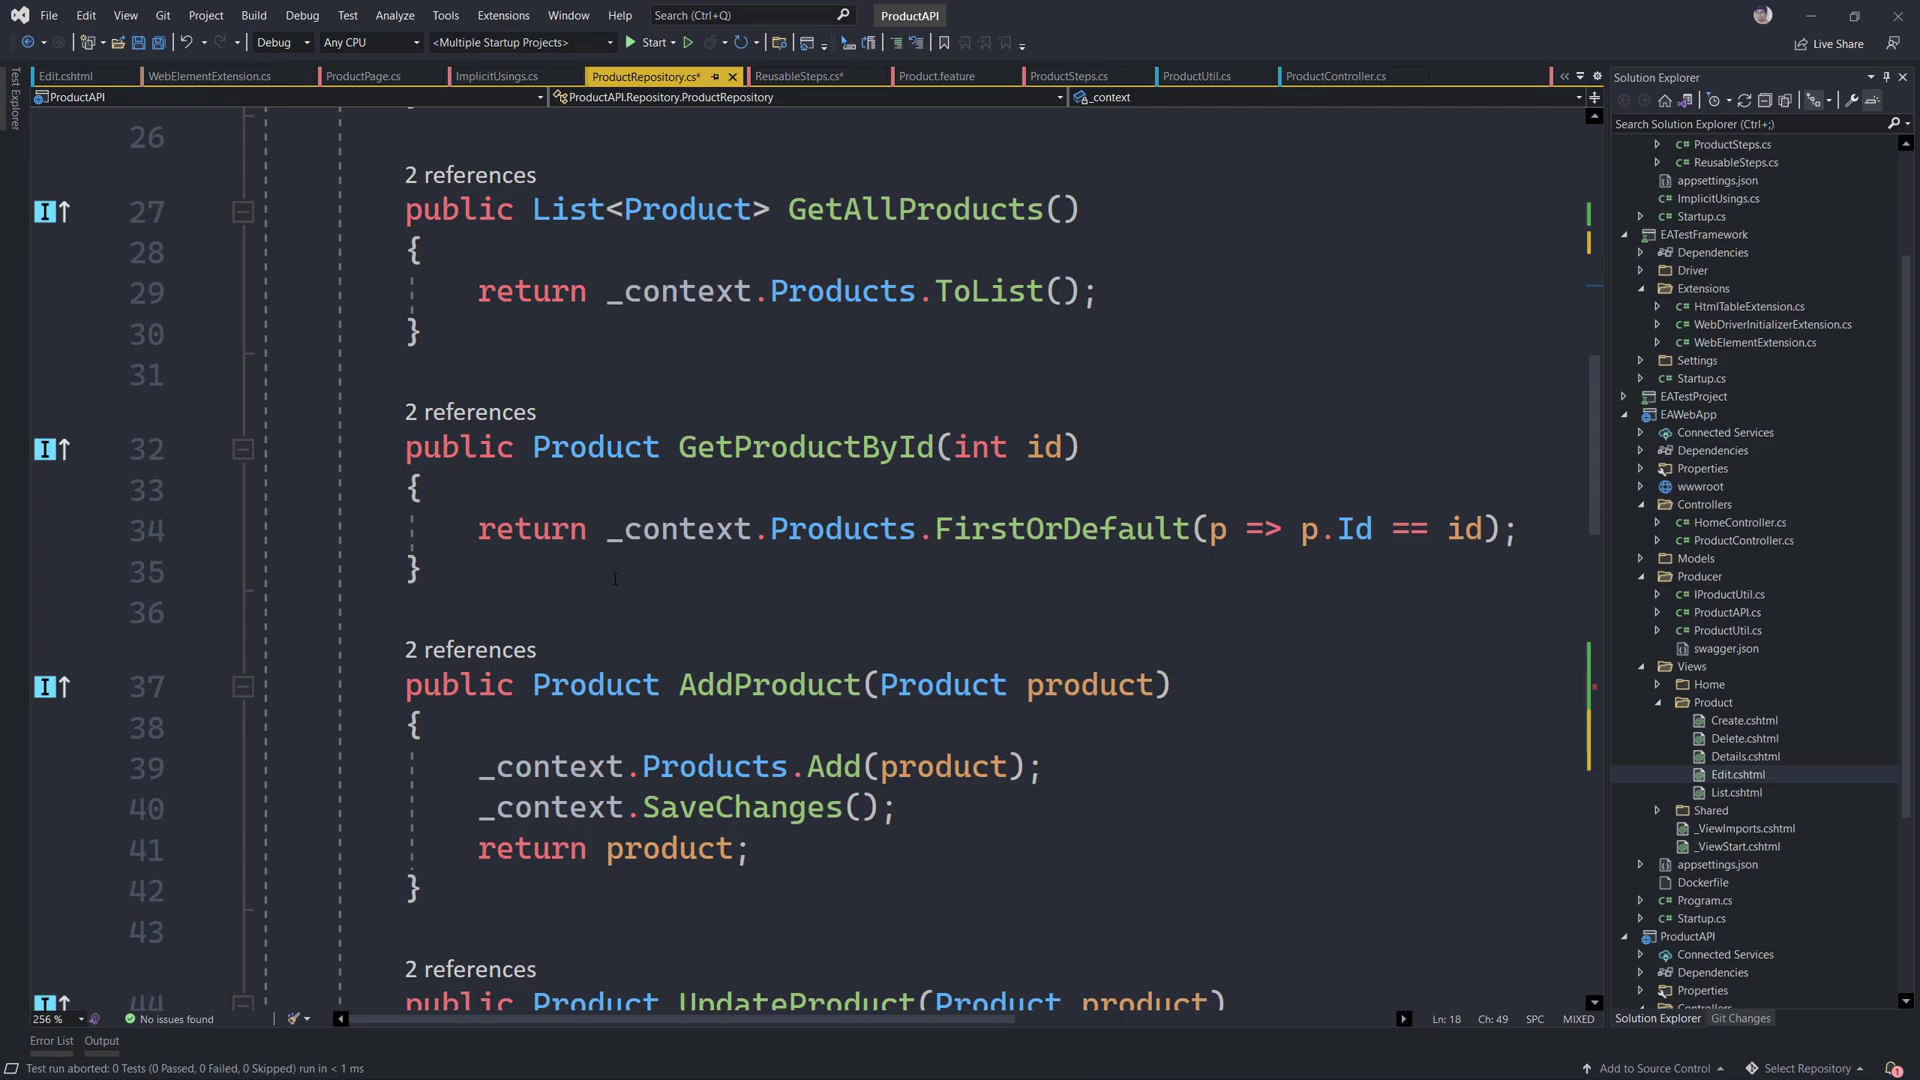 File Edit View Git Project Build Debug Test Analyze Tools Extensions Window Help Search (Ctrl+Q) ProductAPI
Debug Any CPU <Multiple Startup Projects> Start Live Share
Test Explorer
Edit.cshtml WebElementExtension.cs ProductPage.cs ImplicitUsings.cs ProductRepository.cs* ReusableSteps.cs* Product.feature ProductSteps.cs ProductUtil.cs ProductController.cs
ProductAPI ProductAPI.Repository.ProductRepository _context
26
2 references
27 public List<Product> GetAllProducts()
28 {
29 return _context.Products.ToList();
30 }
31
2 references
32 public Product GetProductById(int id)
33 {
34 return _context.Products.FirstOrDefault(p => p.Id == id);
35 }
36
2 references
37 public Product AddProduct(Product product)
38 {
39 _context.Products.Add(product);
40 _context.SaveChanges();
41 return product;
42 }
43
2 references
44 public Product UpdateProduct(Product product)
256 % No issues found Ln: 18 Ch: 49 SPC MIXED
Error List Output
Test run aborted: 0 Tests (0 Passed, 0 Failed, 0 Skipped) run in < 1 ms
Solution Explorer
Search Solution Explorer (Ctrl+;)
C# ProductSteps.cs
C# ReusableSteps.cs
appsettings.json
C# ImplicitUsings.cs
C# Startup.cs
EATestFramework
Dependencies
Driver
Extensions
C# HtmlTableExtension.cs
C# WebDriverInitializerExtension.cs
C# WebElementExtension.cs
Settings
C# Startup.cs
EATestProject
EAWebApp
Connected Services
Dependencies
Properties
wwwroot
Controllers
C# HomeController.cs
C# ProductController.cs
Models
Producer
C# IProductUtil.cs
C# ProductAPI.cs
C# ProductUtil.cs
swagger.json
Views
Home
Product
Create.cshtml
Delete.cshtml
Details.cshtml
Edit.cshtml
List.cshtml
Shared
_ViewImports.cshtml
_ViewStart.cshtml
appsettings.json
Dockerfile
C# Program.cs
C# Startup.cs
ProductAPI
Connected Services
Dependencies
Properties
Controllers
Solution Explorer Git Changes
Add to Source Control Select Repository 1